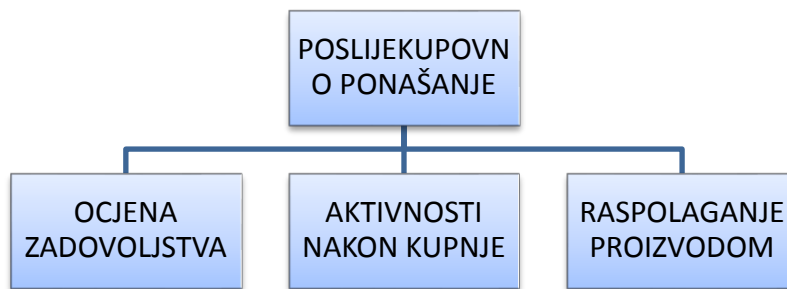 POSLIJEKUPOVN
O PONAŠANJE
OCJENA
ZADOVOLJSTVA
AKTIVNOSTI
NAKON KUPNJE
RASPOLAGANJE
PROIZVODOM